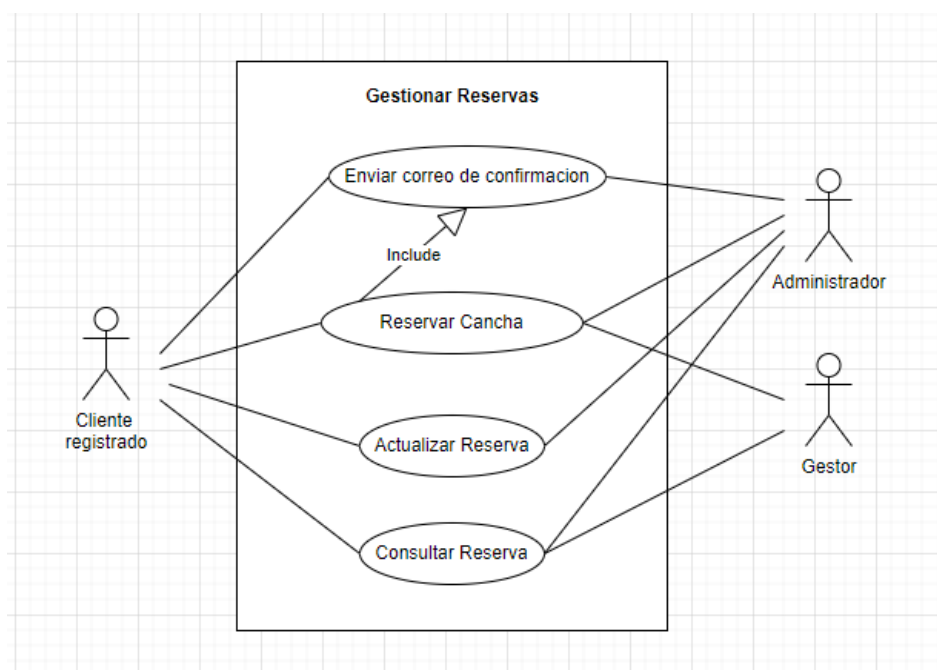 Gestionar Reservas
Enviar correo de confirmacion
Include
Reservar Cancha
Administrador
Cliente
registrado
Actualizar Reserva
Gestor
Consultar Reserva